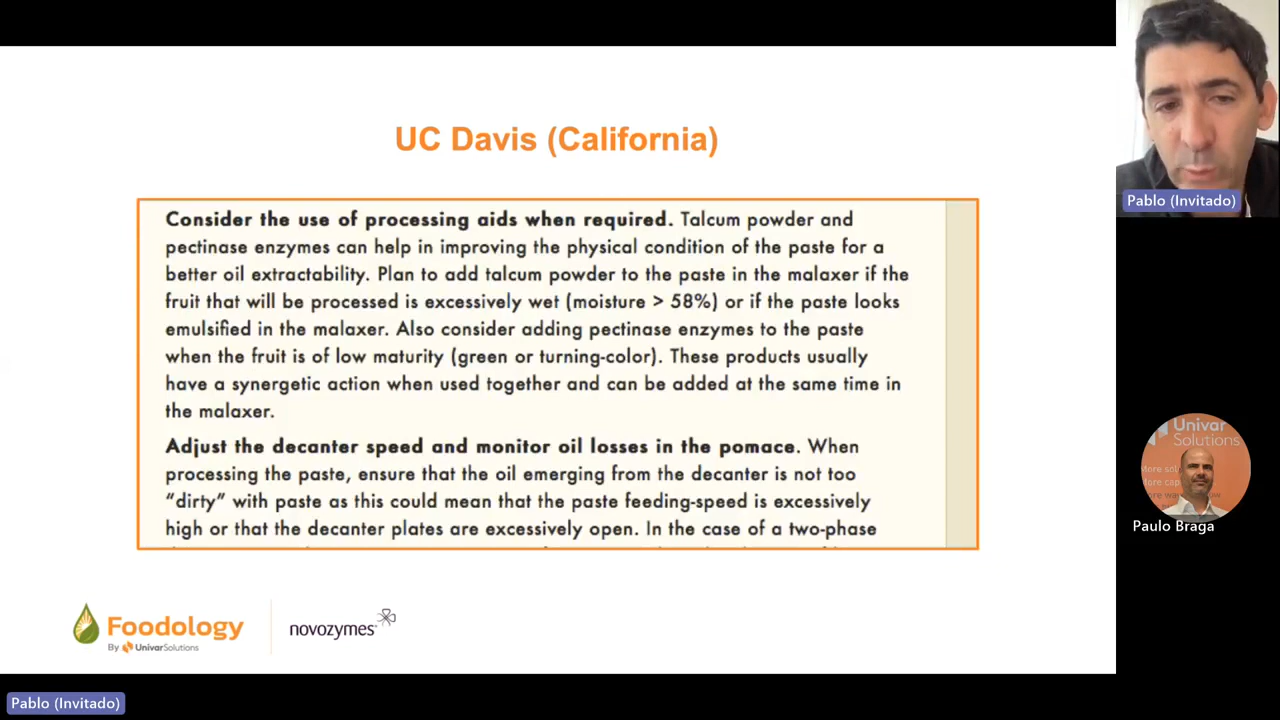 UC Davis (California)
Consider the use of processing aids when required. Talcum powder and
pectinase enzymes can help in improving the physical condition of the paste for a
better oil extractability. Plan to add talcum powder to the paste in the malaxer if the
fruit that will be processed is excessively wet (moisture > 58%) or if the paste looks
emulsified in the malaxer. Also consider adding pectinase enzymes to the paste
when the fruit is of low maturity (green or turning-color). These products usually
have a synergetic action when used together and can be added at the same time in
the malaxer.
Adjust the decanter speed and monitor oil losses in the pomace. When
processing the paste, ensure that the oil emerging from the decanter is not too
“dirty” with paste as this could mean that the paste feeding-speed is excessively
high or that the decanter plates are excessively open. In the case of a two-phase
Foodology
By Univar Solutions
novozymes
Pablo (Invitado)
Univar
Solutions
More
More
Paulo Braga
Pablo (Invitado)